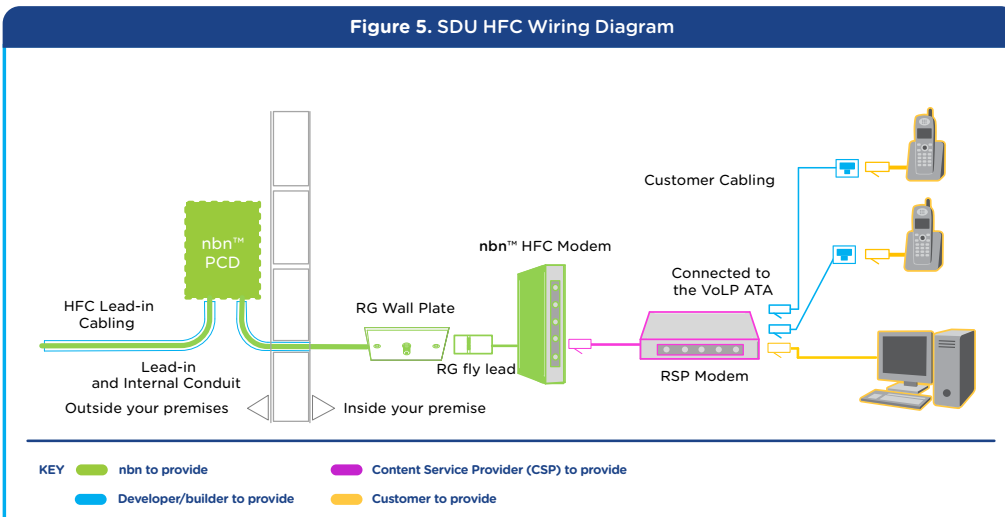 Figure 5. SDU HFC Wiring Diagram
Customer Cabling
nbn™
PCD
nbn™ HFC Modem
Connected to
the VoLP ATA
HFC Lead-in
Cabling
RG Wall Plate
RG fly lead
RSP Modem
Lead-in
and Internal Conduit
Outside your premises
Inside your premise
KEY
nbn to provide
Content Service Provider (CSP) to provide
Developer/builder to provide
Customer to provide